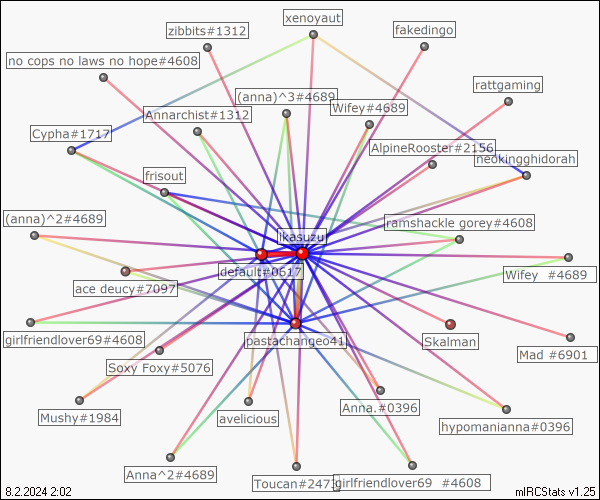 xenoyaut
zibbits#1312
fakedingo
no cops no laws no hope#4608
rattgaming
(anna)^3#4689
Wifey#4689
Annarchist#1312
Cypha#1717
AlpineRooster#2156
neokingghidorah
frisout
(anna)^2#4689
ramshackle gorey#4608
ikasuzu
default#0617
Wifey #4689
ace deucy#7097
girlfriendlover69#4608
pastachangeo41
Skalman
Mad #6901
Soxy Foxy#5076
Mushy#1984
avelicious
Anna.#0396
hypomanianna#0396
Anna^2#4689
Toucan#2473
girlfriendlover69 #4608
8.2.2024 2:02
mIRCStats v1.25